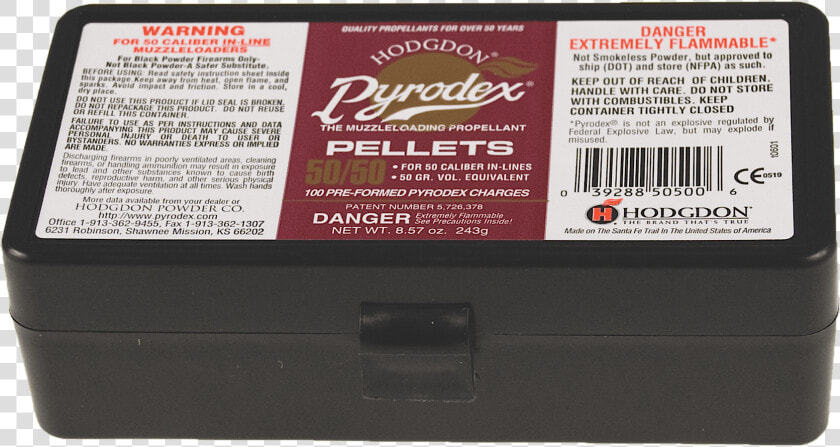 WARNING
FOR 50 CALIBER IN-LINE
MUZZLELOADERS
For Black Powder Firearms Only-
Not Black Powder-A Safer Substitute.
BEFORE USING: Read safety instruction sheet inside
this package. Keep away from heat, open flame, and
sparks. Avoid impact and friction. Store in a cool,
dry place.
DO NOT USE THIS PRODUCT IF LID SEAL IS BROKEN.
DO NOT REPACKAGE THIS PRODUCT. DO NOT REUSE
OR REFILL THIS CONTAINER.
FAILURE TO USE AS PER INSTRUCTIONS AND DATA
ACCOMPANYING THIS PRODUCT MAY CAUSE SEVERE
PERSONAL INJURY OR DEATH TO USER OR
BYSTANDERS. NO WARRANTIES EXPRESS OR IMPLIED
ARE MADE.
Discharging firearms in poorly ventilated areas, cleaning
firearms, or handling ammunition may result in exposure
to lead and other substances known to cause birth
defects, reproductive harm, and other serious physical
injury. Have adequate ventilation at all times. Wash hands
thoroughly after exposure.
More data available from your dealer or
HODGDON POWDER CO.
http://www.pyrodex.com
Office 1-913-362-9455, Fax 1-913-362-1307
6231 Robinson, Shawnee Mission, KS 66202
QUALITY PROPELLANTS FOR OVER 50 YEARS
HODGDON®
Pyrodex®
THE MUZZLELOADING PROPELLANT
PELLETS
50/50
• FOR 50 CALIBER IN-LINES
• 50 GR. VOL. EQUIVALENT
100 PRE-FORMED PYRODEX CHARGES
PATENT NUMBER 5,726,378
DANGER Extremely Flammable
See Precautions Inside!
NET WT. 8.57 oz. 243g
DANGER
EXTREMELY FLAMMABLE*
Not Smokeless Powder, but approved to
ship (DOT) and store (NFPA) as such.
KEEP OUT OF REACH OF CHILDREN.
HANDLE WITH CARE. DO NOT STORE
WITH COMBUSTIBLES. KEEP
CONTAINER TIGHTLY CLOSED
*Pyrodex® is not an explosive regulated by
Federal Explosive Law, but may explode if
misused.
10601
0 39288 50500 6
CE 0519
HODGDON
THE BRAND THAT'S TRUE
Made on The Santa Fe Trail In The United States of America